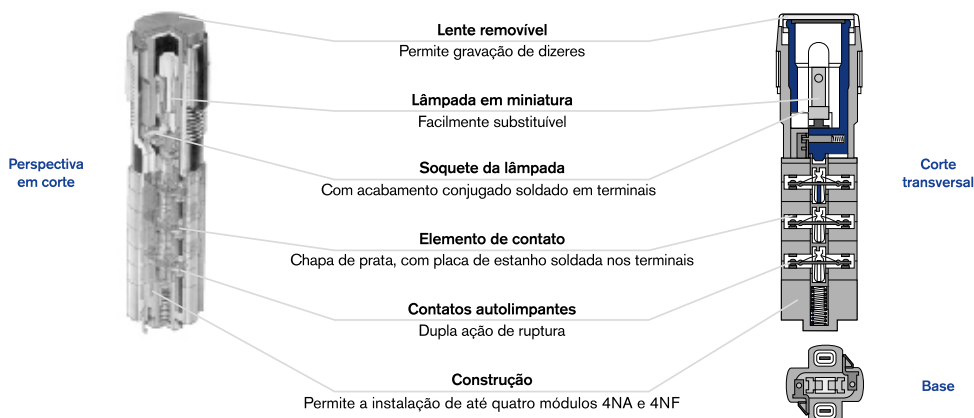 Lente removível
Permite gravação de dizeres
Lâmpada em miniatura
Facilmente substituível
Perspectiva
em corte
Soquete da lâmpada
Com acabamento conjugado soldado em terminais
Corte
transversal
Elemento de contato
Chapa de prata, com placa de estanho soldada nos terminais
Contatos autolimpantes
Dupla ação de ruptura
Construção
Permite a instalação de até quatro módulos 4NA e 4NF
Base